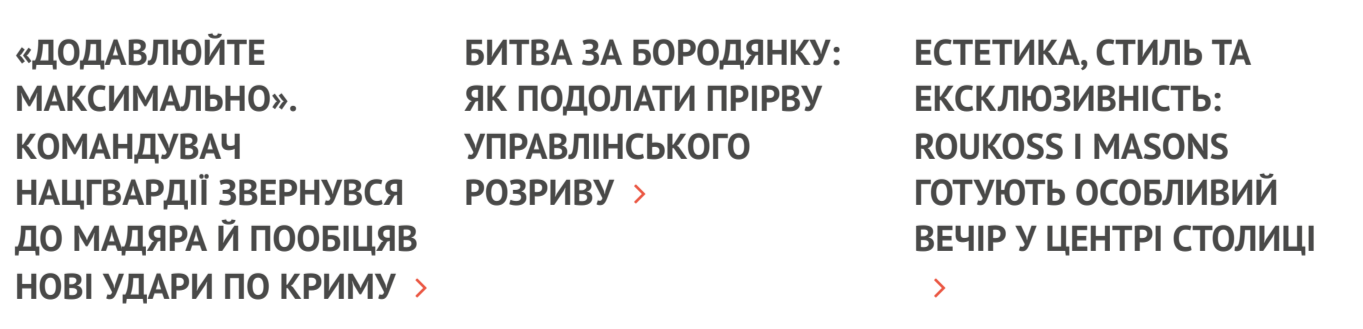 «ДОДАВЛЮЙТЕ
МАКСИМАЛЬНО».
КОМАНДУВАЧ
НАЦГВАРДІЇ ЗВЕРНУВСЯ
ДО МАДЯРА Й ПООБІЦЯВ
НОВІ УДАРИ ПО КРИМУ
БИТВА ЗА БОРОДЯНКУ:
ЯК ПОДОЛАТИ ПРІРВУ
УПРАВЛІНСЬКОГО
РОЗРИВУ
ЕСТЕТИКА, СТИЛЬ ТА
ЕКСКЛЮЗИВНІСТЬ:
ROUKOSS І MASONS
ГОТУЮТЬ ОСОБЛИВИЙ
ВЕЧІР У ЦЕНТРІ СТОЛИЦІ